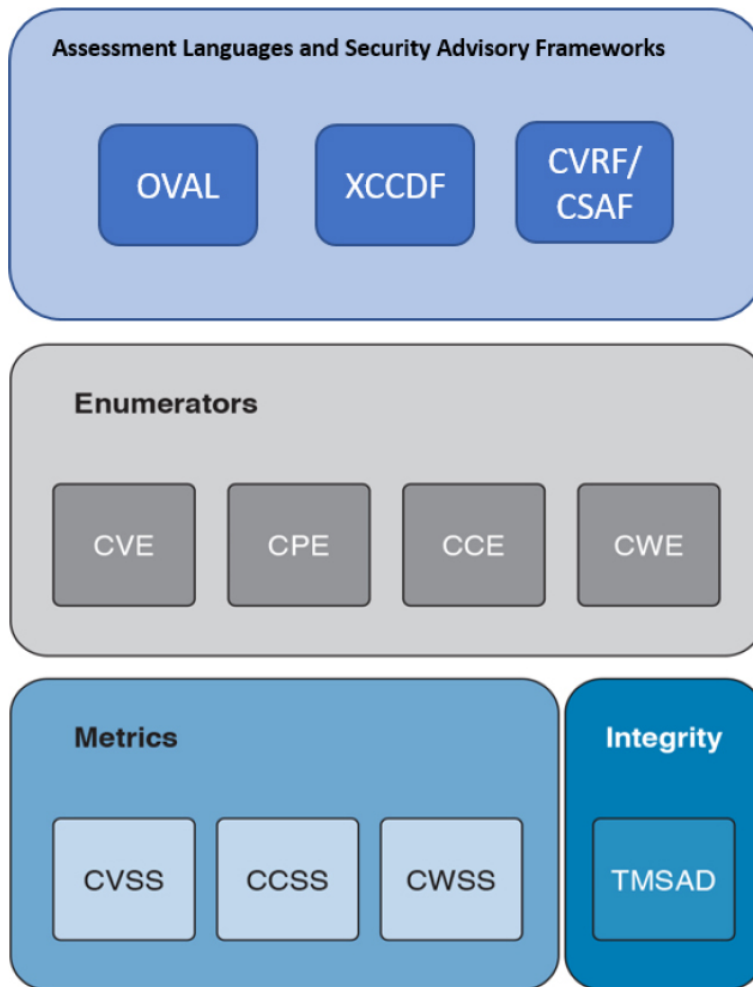 Assessment Languages and Security Advisory Frameworks
OVAL
XCCDF
CVRF/
CSAF
Enumerators
CVE
CPE
CCE
CWE
Metrics
CVSS
CCSS
CWSS
Integrity
TMSAD